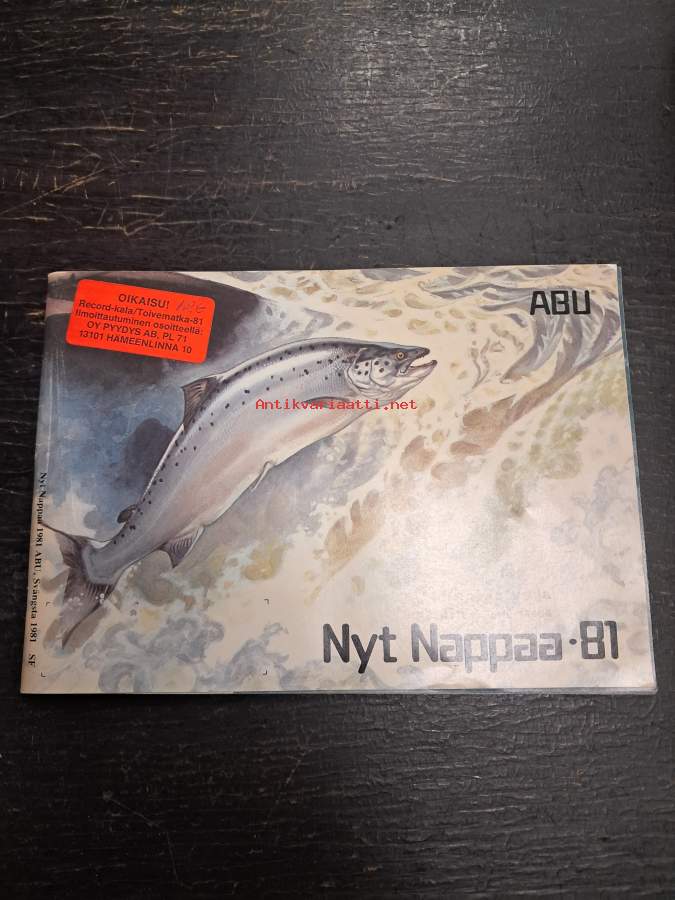 OIKAISU!
Record-kala/Toivematka-81
Ilmoittautuminen osoitteella:
OY PYYDYS AB, PL 71
13101 HÄMEENLINNA 10
ABU
Antikvariaatti.net
Nyt Nappaa 1981 ABU, Svängsta 1981 SF
Nyt Nappaa·81